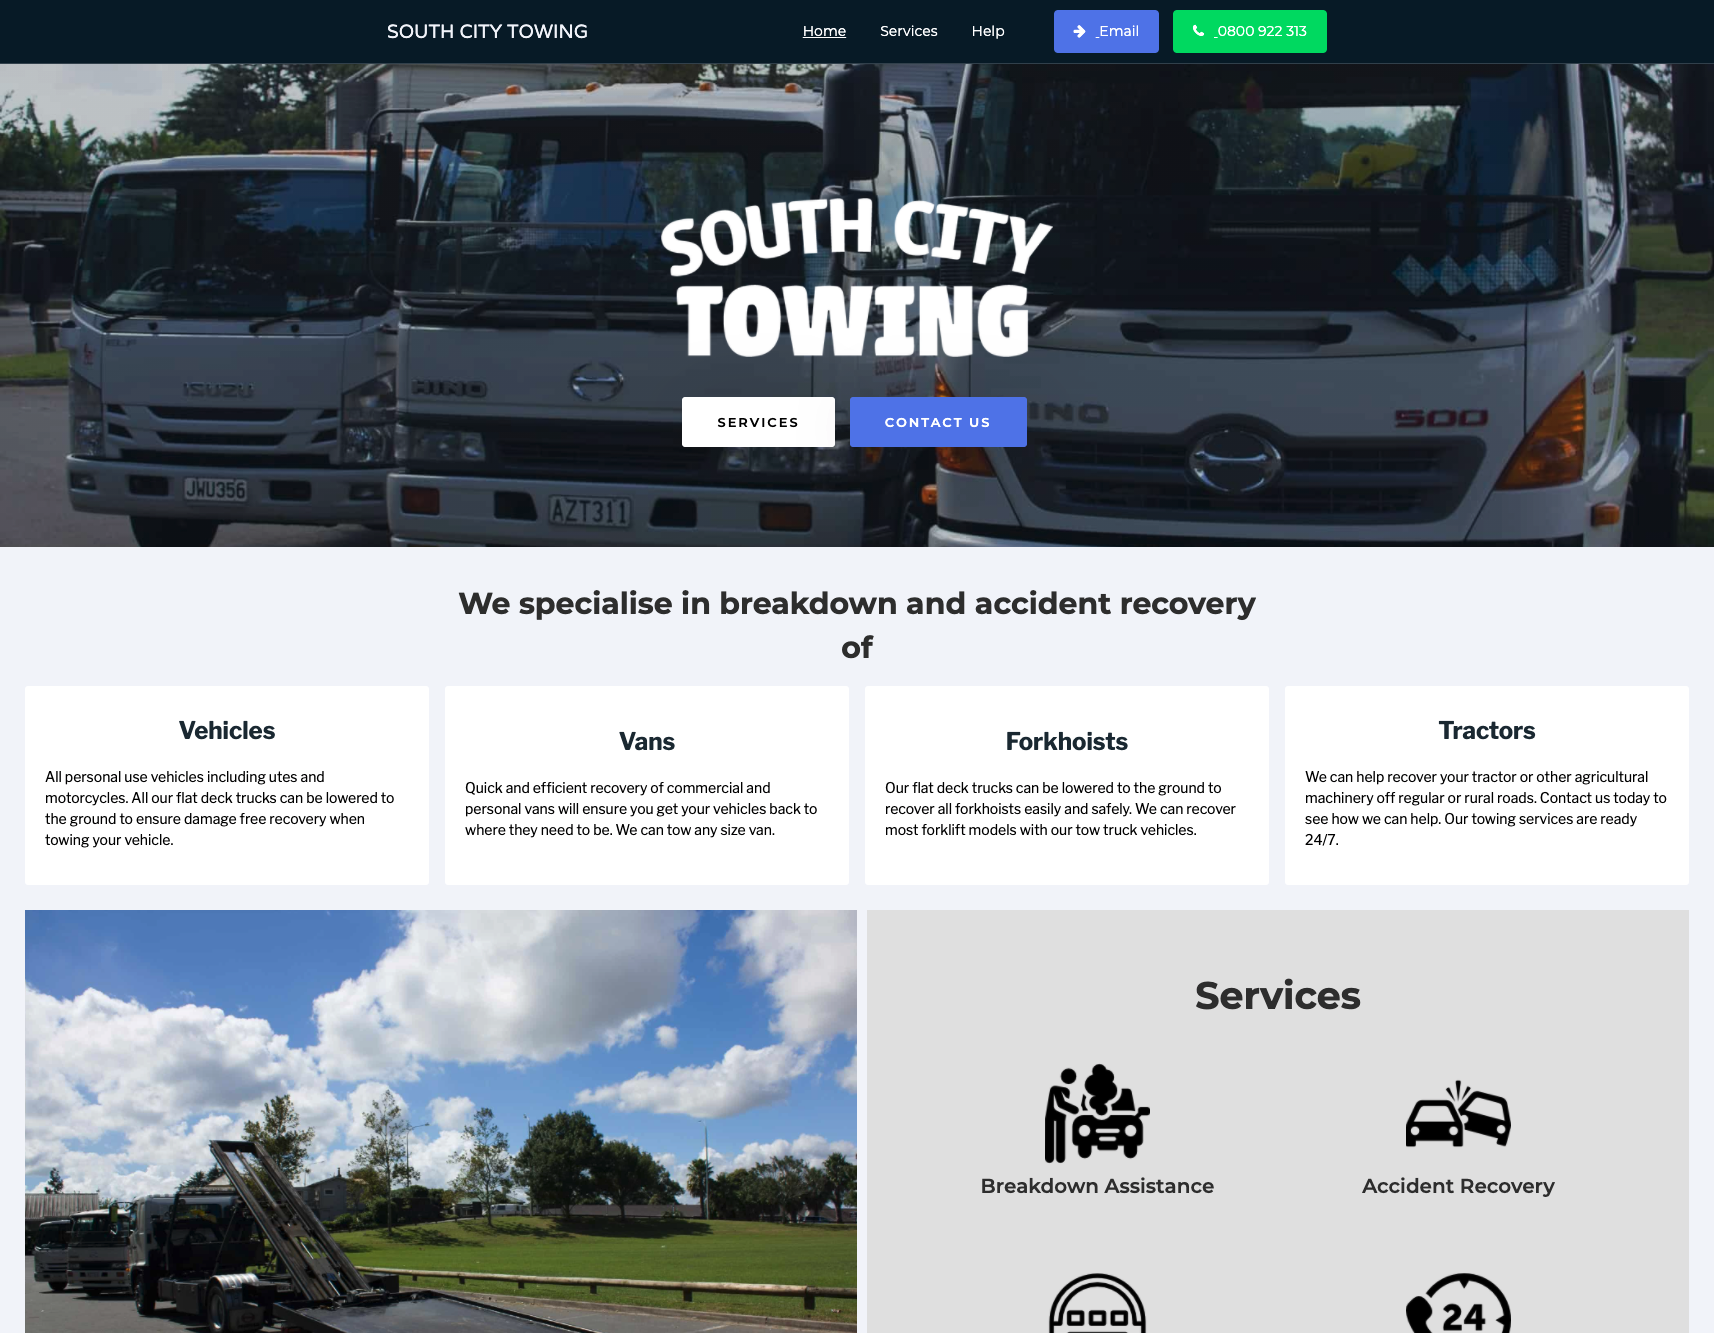 SOUTH CITY TOWING
Home Services Help Email 0800 922 313
SOUTH CITY
TOWING
SERVICES CONTACT US
ISUZU
HINO
500
JWU356
AZT311
We specialise in breakdown and accident recovery
of
Vehicles
All personal use vehicles including utes and
motorcycles. All our flat deck trucks can be lowered to
the ground to ensure damage free recovery when
towing your vehicle.
Vans
Quick and efficient recovery of commercial and
personal vans will ensure you get your vehicles back to
where they need to be. We can tow any size van.
Forkhoists
Our flat deck trucks can be lowered to the ground to
recover all forkhoists easily and safely. We can recover
most forklift models with our tow truck vehicles.
Tractors
We can help recover your tractor or other agricultural
machinery off regular or rural roads. Contact us today to
see how we can help. Our towing services are ready
24/7.
Services
Breakdown Assistance
Accident Recovery
24